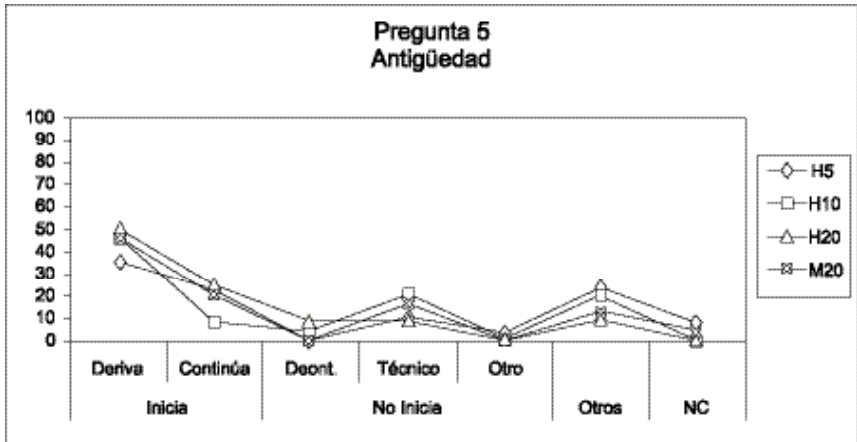 Pregunta 5
Antigüedad
100
90
80
70
60
50
40
30
20
10
0
Deriva Continúa Deont. Técnico Otro
Inicia No Inicia Otros NC
H5
H10
H20
M20